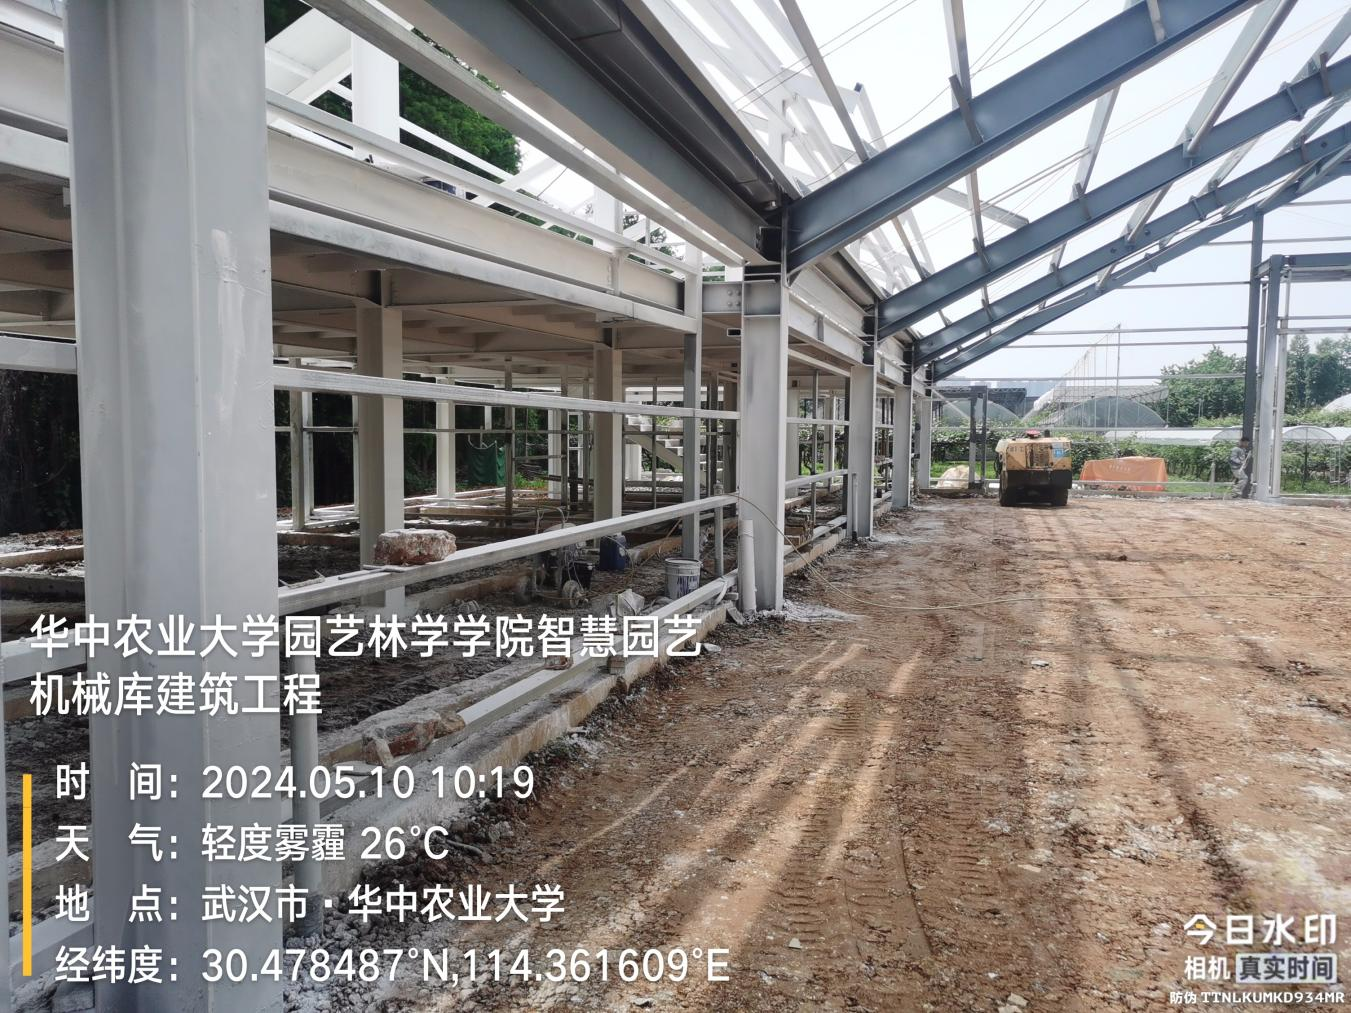 华中农业大学园艺林学学院智慧园艺
机械库建筑工程
时 间：2024.05.10 10:19
天 气：轻度雾霾 26°C
地 点：武汉市·华中农业大学
经纬度：30.478487°N,114.361609°E
今日水印
相机 真实时间
防伪 TTNLKUMKD934MR